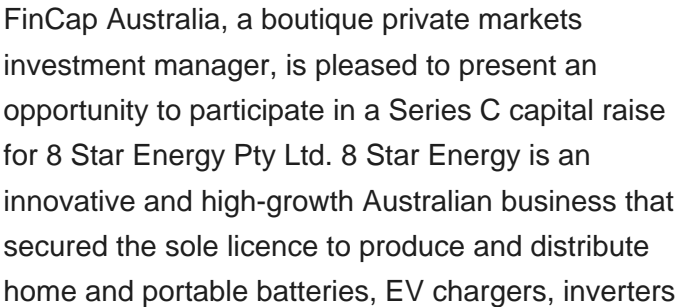 FinCap Australia, a boutique private markets
investment manager, is pleased to present an
opportunity to participate in a Series C capital raise
for 8 Star Energy Pty Ltd. 8 Star Energy is an
innovative and high-growth Australian business that
secured the sole licence to produce and distribute
home and portable batteries, EV chargers, inverters